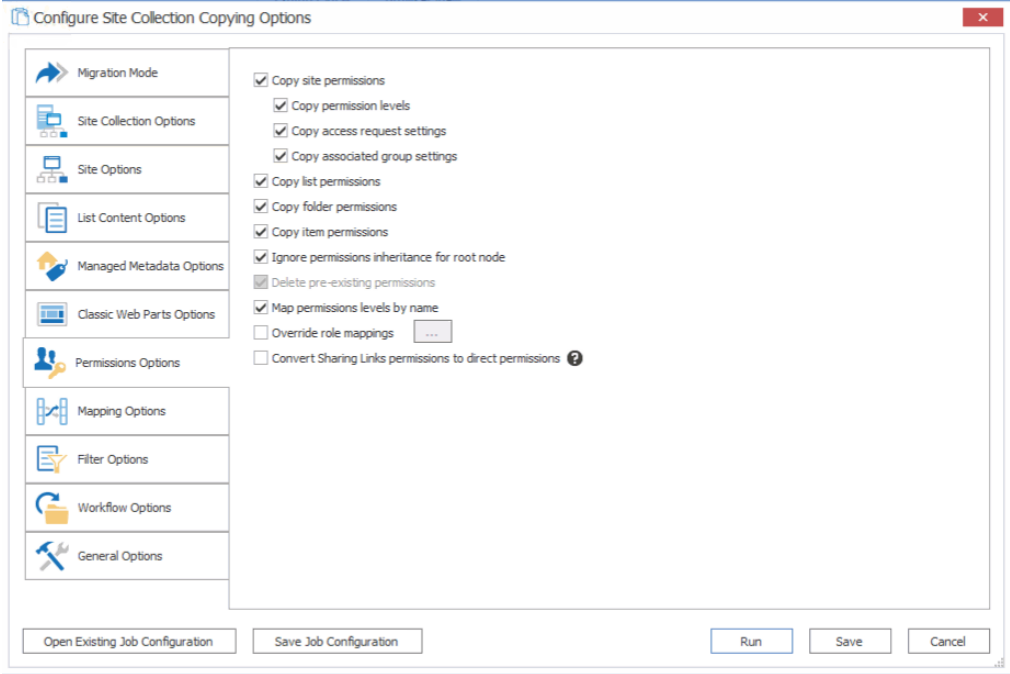 Configure Site Collection Copying Options
Migration Mode
Site Collection Options
Site Options
List Content Options
Managed Metadata Options
Classic Web Parts Options
Permissions Options
Mapping Options
Filter Options
Workflow Options
General Options
Copy site permissions
Copy permission levels
Copy access request settings
Copy associated group settings
Copy list permissions
Copy folder permissions
Copy item permissions
Ignore permissions inheritance for root node
Delete pre-existing permissions
Map permissions levels by name
Override role mappings ...
Convert Sharing Links permissions to direct permissions ?
Open Existing Job Configuration Save Job Configuration Run Save Cancel